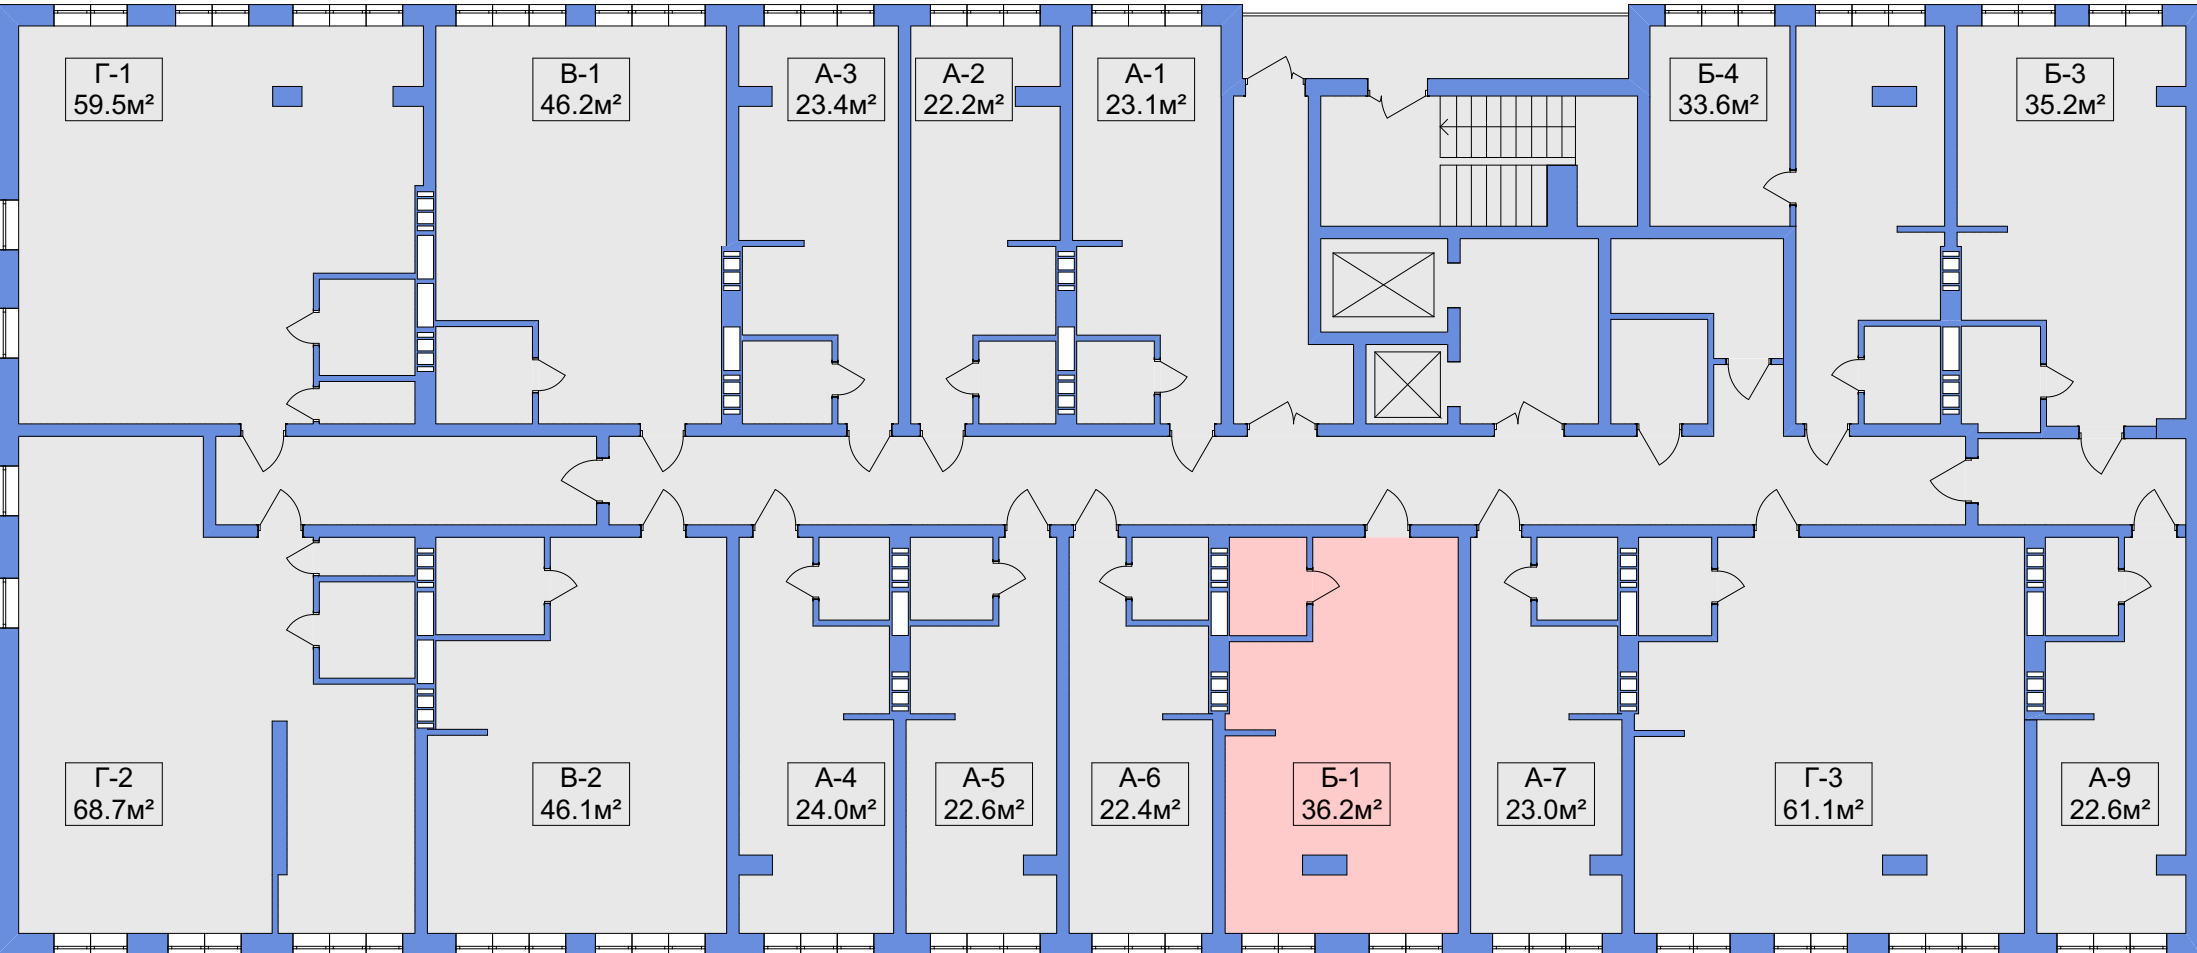 Г-1
59.5м²
В-1
46.2м²
А-3
23.4м²
А-2
22.2м²
А-1
23.1м²
Б-4
33.6м²
Б-3
35.2м²
Г-2
68.7м²
В-2
46.1м²
А-4
24.0м²
А-5
22.6м²
А-6
22.4м²
Б-1
36.2м²
А-7
23.0м²
Г-3
61.1м²
А-9
22.6м²